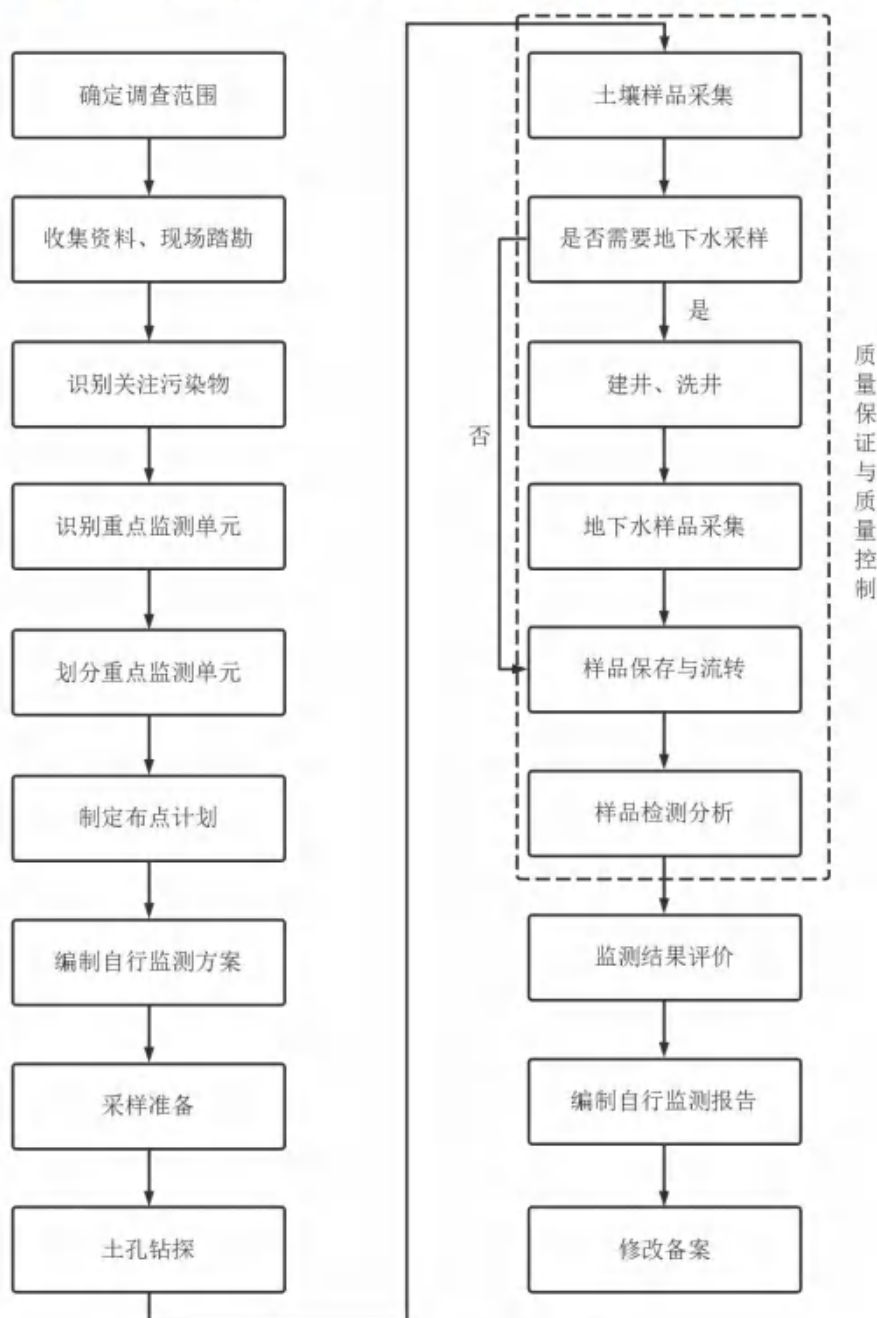 确定调查范围
收集资料、现场踏勘
识别关注污染物
识别重点监测单元
划分重点监测单元
制定布点计划
编制自行监测方案
采样准备
土孔钻探
土壤样品采集
是否需要地下水采样
是
否
建井、洗井
地下水样品采集
样品保存与流转
样品检测分析
质量保证与质量控制
监测结果评价
编制自行监测报告
修改备案